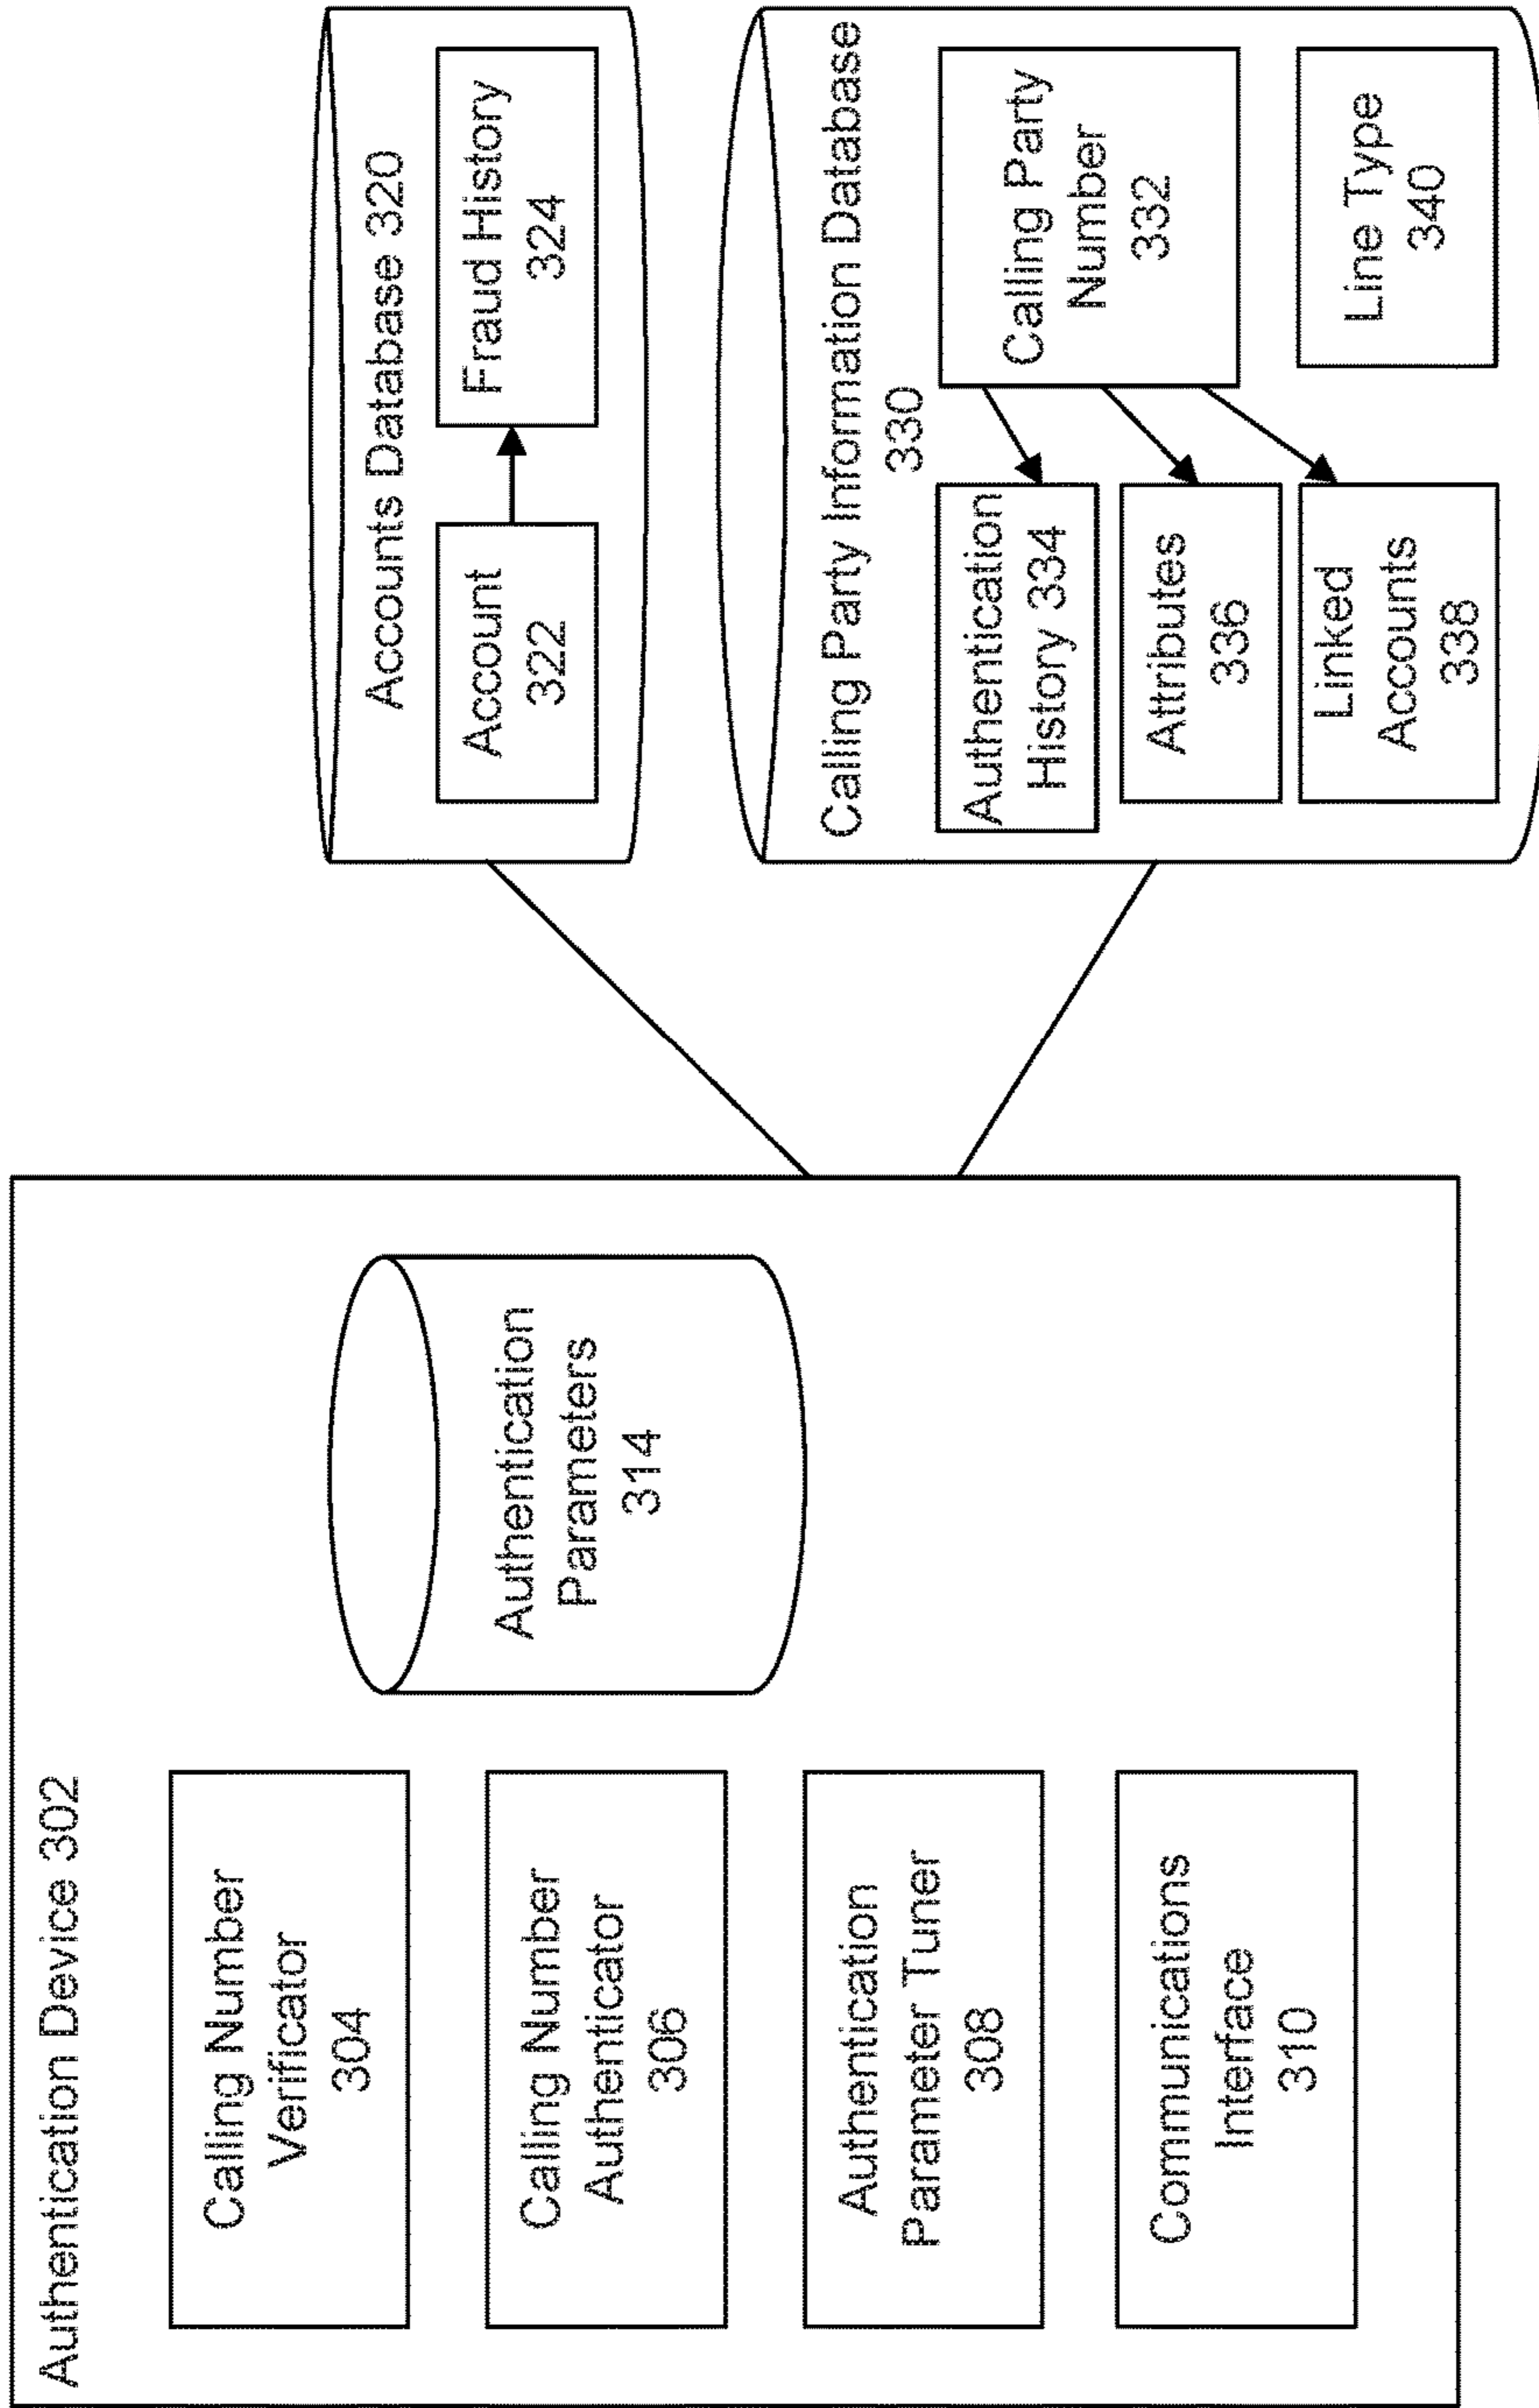 Authentication Device 302
Calling Number
Verificator
304
Calling Number
Authenticator
306
Authentication
Parameter Tuner
308
Communications
Interface
310
Authentication
Parameters
314
Accounts Database 320
Account
322
Fraud History
324
Calling Party Information Database
330
Authentication
History 334
Attributes
336
Linked
Accounts
338
Calling Party
Number
332
Line Type
340